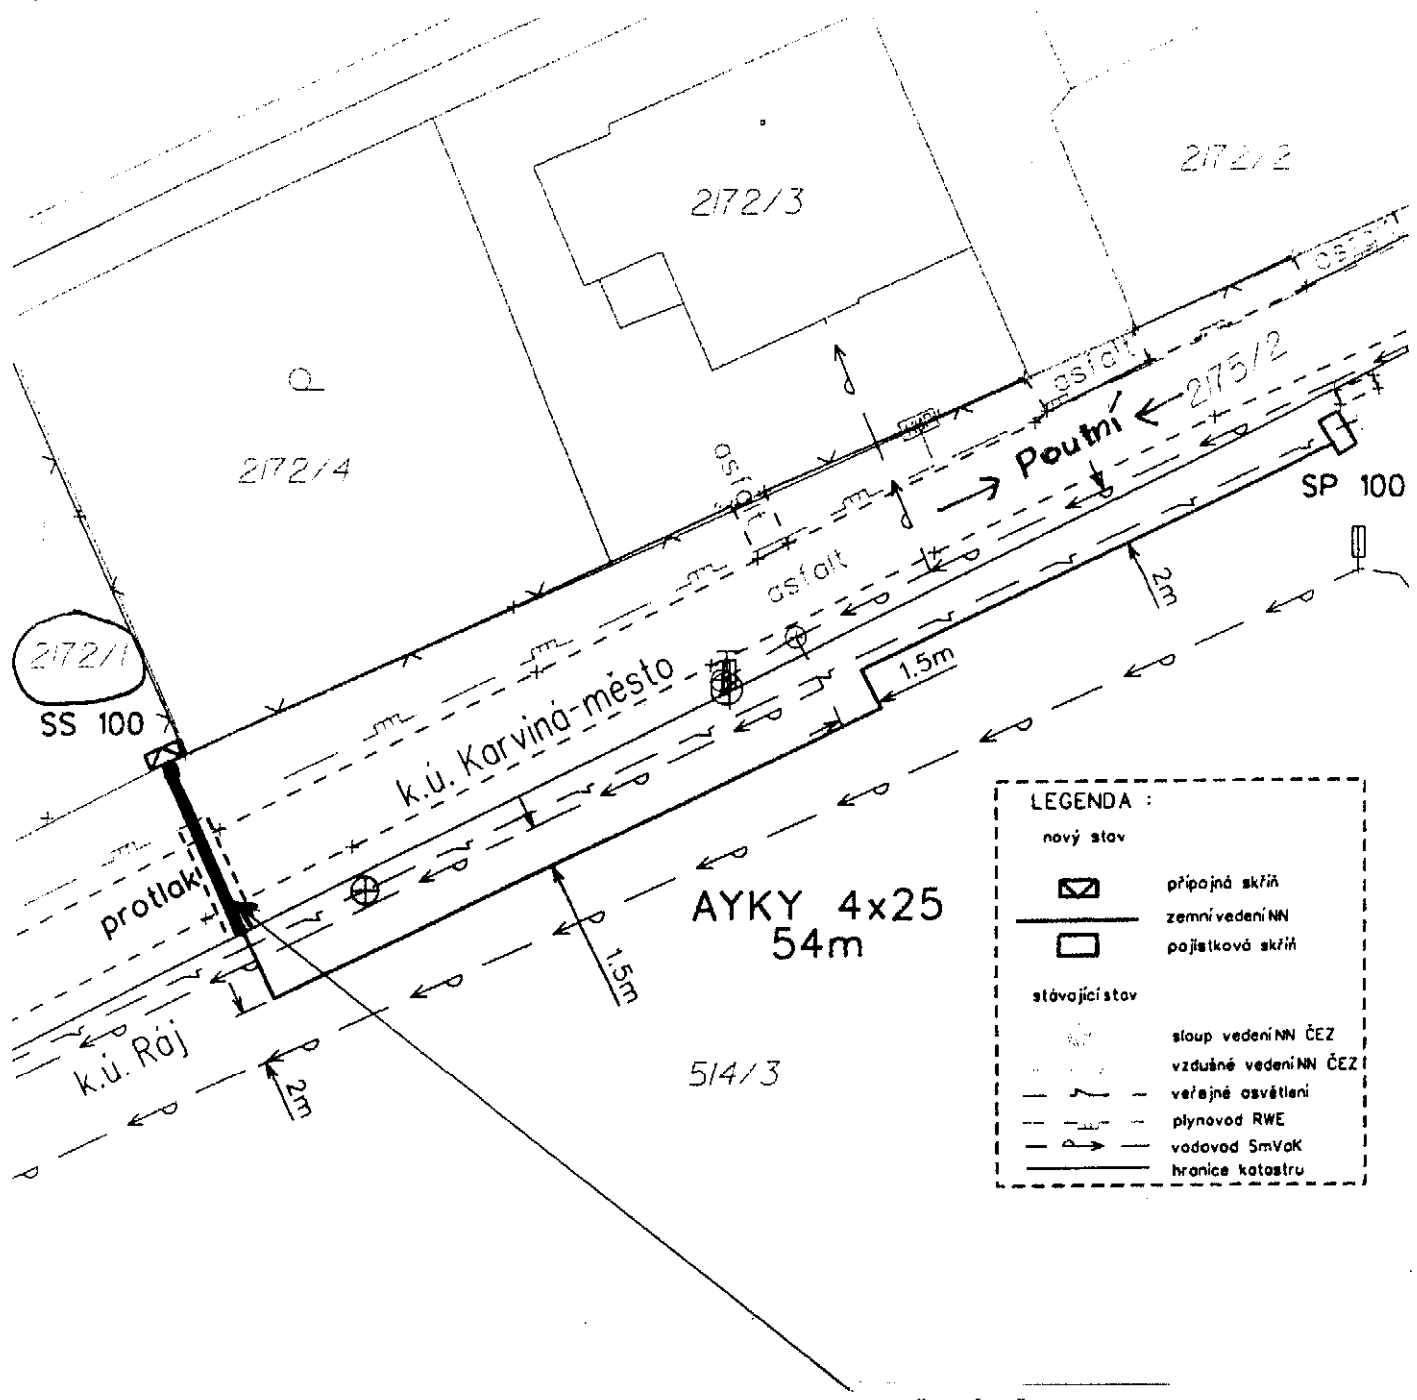 2172/2
2172/3
asfalt
2175/2
asfalt
Poutní
2172/4
asfalt
SP 100
asfalt
2m
2172/1
1.5m
SS 100
k.ú. Karviná-město
LEGENDA :
nový stav
přípojná skříň
zemní vedení NN
pojistková skříň
stávající stav
sloup vedení NN ČEZ
vzdušné vedení NN ČEZ
veřejné osvětlení
plynovod RWE
vodovod SmVaK
hranice katastru
protlak
AYKY 4x25
54m
1.5m
k.ú. Ráj
2m
514/3